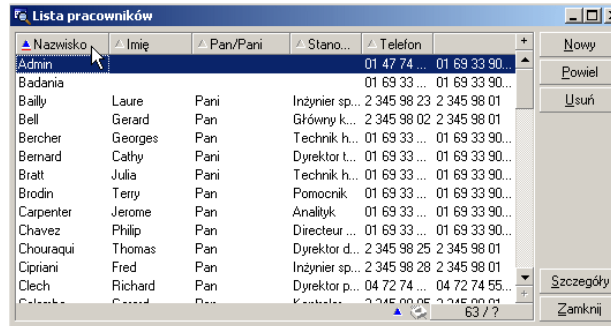 Lista pracowników
Nazwisko Imię Pan/Pani Stano... Telefon
Admin 01 47 74 ... 01 69 33 90...
Badania 01 69 33 ... 01 69 33 90...
Bailly Laure Pani Inżynier sp... 2 345 98 23 2 345 98 01
Bell Gerard Pan Główny k... 2 345 98 02 2 345 98 01
Bercher Georges Pan Technik h... 01 69 33 ... 01 69 33 90...
Bernard Cathy Pani Dyrektor t... 01 69 33 ... 01 69 33 90...
Bratt Julia Pani Technik h... 01 69 33 ... 01 69 33 90...
Brodin Terry Pan Pomocnik 01 69 33 ... 01 69 33 90...
Carpenter Jerome Pan Analityk 01 69 33 ... 01 69 33 90...
Chavez Philip Pan Directeur ... 01 69 33 ... 01 69 33 90...
Chouraqui Thomas Pan Dyrektor d... 2 345 98 25 2 345 98 01
Cipriani Fred Pan Inżynier sp... 2 345 98 28 2 345 98 01
Clech Richard Pan Dyrektor p... 04 72 74 ... 04 72 74 55...
63 / ?
Nowy
Powiel
Usuń
Szczegóły
Zamknij